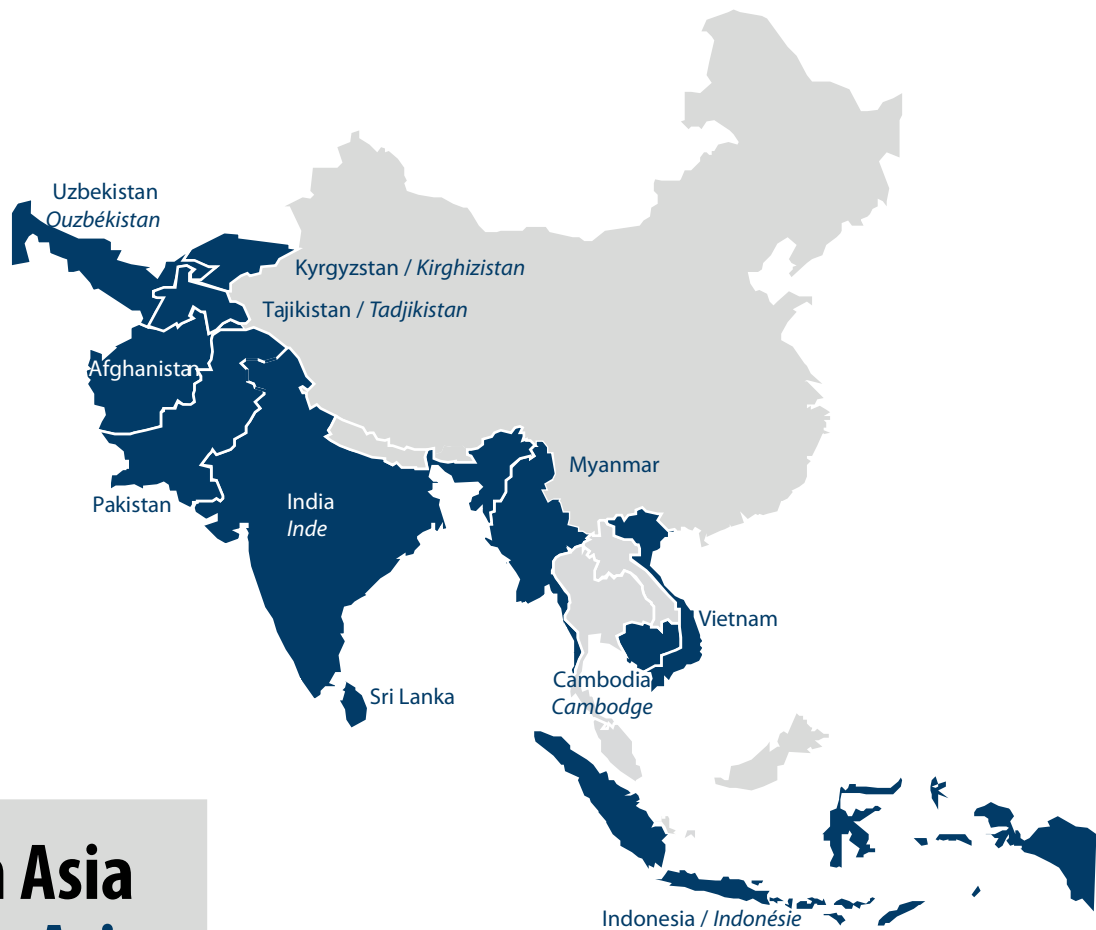 Uzbekistan
Ouzbékistan
Kyrgyzstan / Kirghizistan
Tajikistan / Tadjikistan
Afghanistan
Myanmar
Pakistan
India
Inde
Vietnam
Cambodia
Cambodge
Sri Lanka
Asia
Indonesia / Indonésie